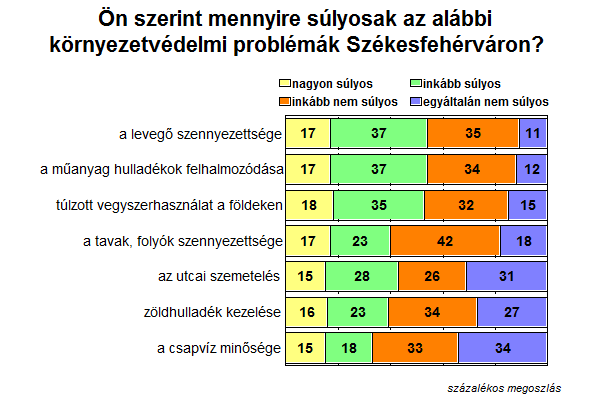 Ön szerint mennyire súlyosak az alábbi
környezetvédelmi problémák Székesfehérváron?
nagyon súlyos inkább súlyos
inkább nem súlyos egyáltalán nem súlyos
a levegő szennyezettsége 17 37 35 11
a műanyag hulladékok felhalmozódása 17 37 34 12
túlzott vegyszerhasználat a földeken 18 35 32 15
a tavak, folyók szennyezettsége 17 23 42 18
az utcai szemetelés 15 28 26 31
zöldhulladék kezelése 16 23 34 27
a csapvíz minősége 15 18 33 34
százalékos megoszlás